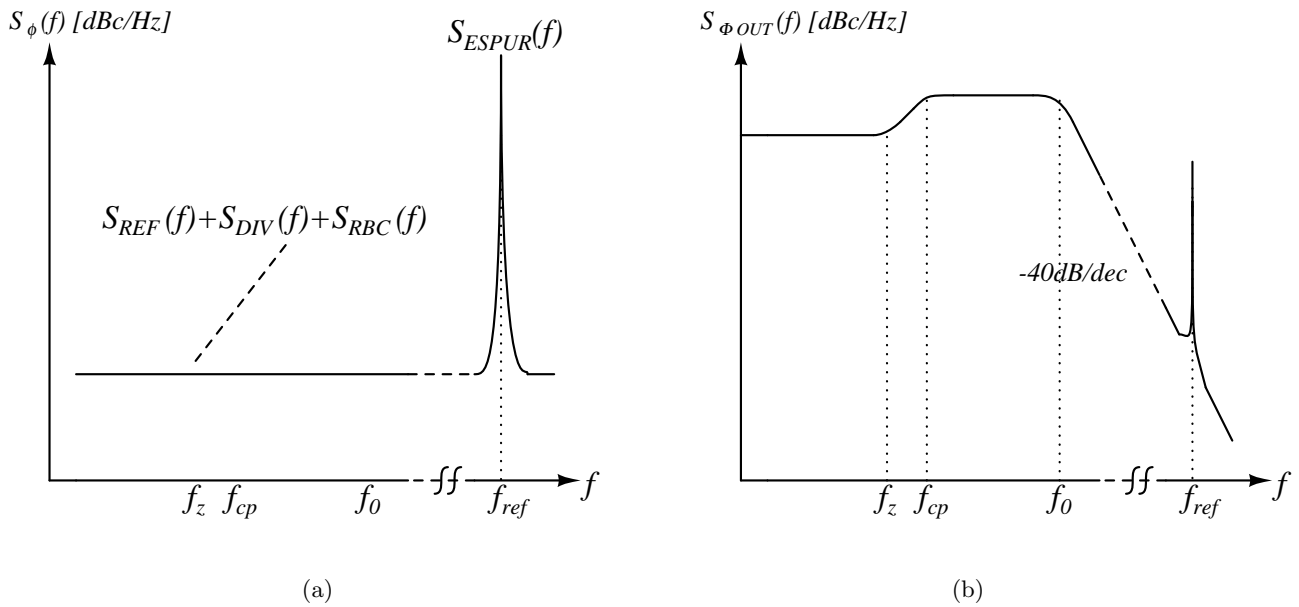 S_ϕ(f) [dBc/Hz]
S_ESPUR(f)
S_REF(f)+S_DIV(f)+S_RBC(f)
f_z f_cp f_0 f_ref f
(a)
S_ΦOUT(f) [dBc/Hz]
-40dB/dec
f_z f_cp f_0 f_ref f
(b)